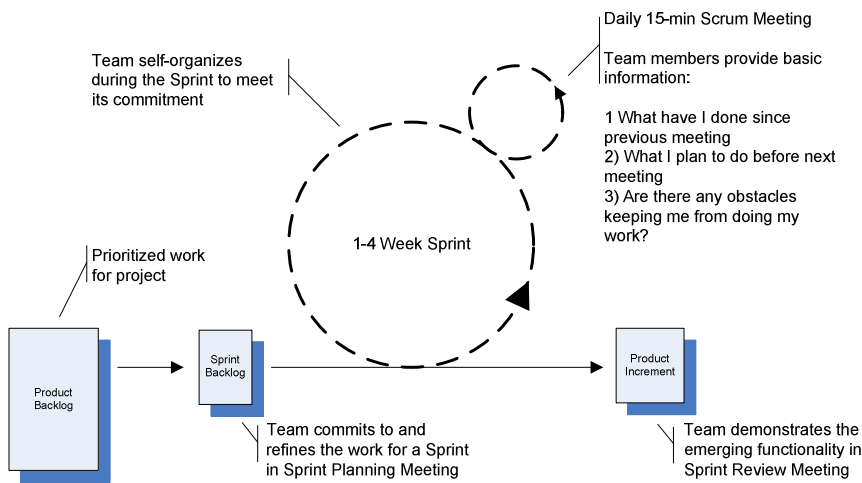 Daily 15-min Scrum Meeting
Team members provide basic
information:
1 What have I done since
previous meeting
2) What I plan to do before next
meeting
3) Are there any obstacles
keeping me from doing my
work?
Team self-organizes
during the Sprint to meet
its commitment
1-4 Week Sprint
Prioritized work
for project
Product
Backlog
Sprint
Backlog
Product
Increment
Team commits to and
refines the work for a Sprint
in Sprint Planning Meeting
Team demonstrates the
emerging functionality in
Sprint Review Meeting